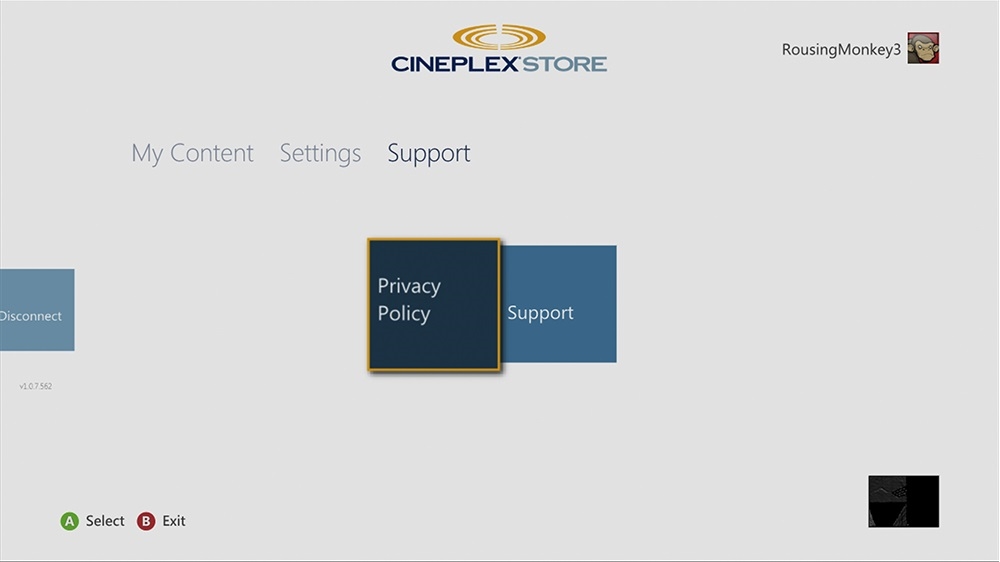 CINEPLEX STORE
RousingMonkey3
My Content Settings Support
Privacy
Policy
Support
Disconnect
v1.0.7.562
A Select B Exit